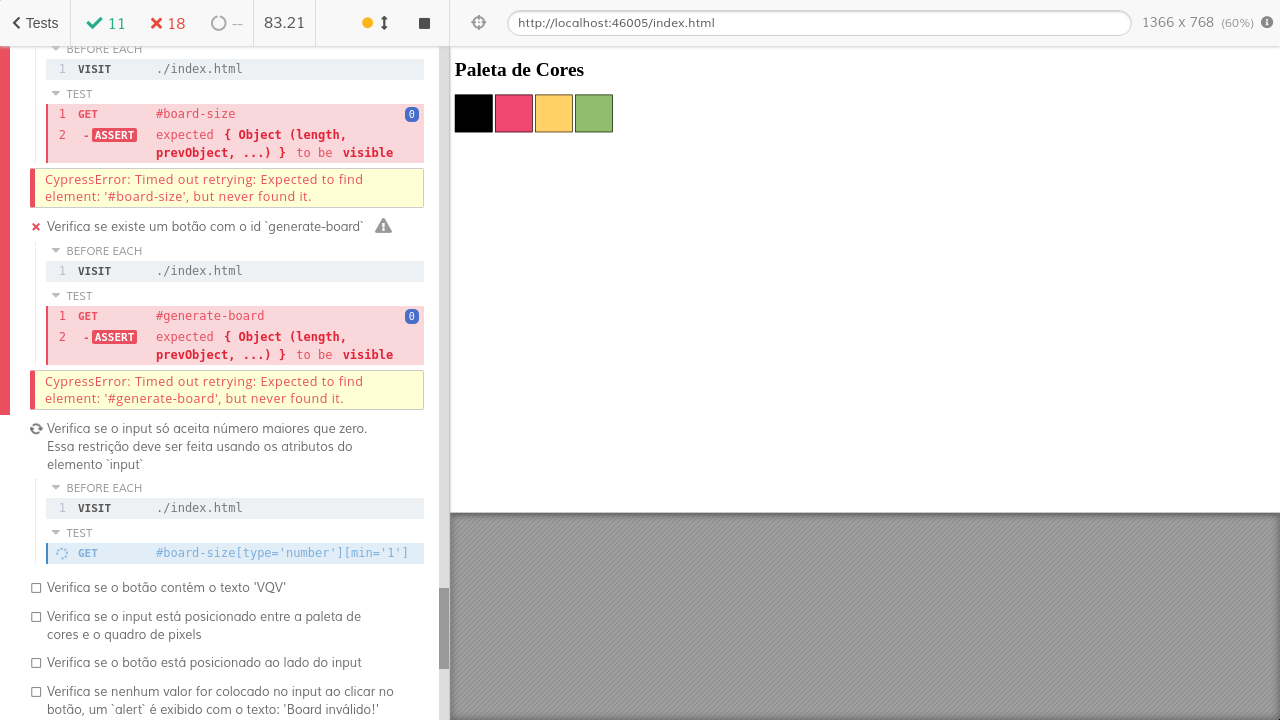 Tests 11 18 -- 83.21 http://localhost:46005/index.html 1366 x 768 (60%)
BEFORE EACH
1 VISIT ./index.html
TEST
1 GET #board-size 0
2 -ASSERT expected { Object (length,
prevObject, ...) } to be visible
CypressError: Timed out retrying: Expected to find
element: '#board-size', but never found it.
Verifica se existe um botão com o id `generate-board`
BEFORE EACH
1 VISIT ./index.html
TEST
1 GET #generate-board 0
2 -ASSERT expected { Object (length,
prevObject, ...) } to be visible
CypressError: Timed out retrying: Expected to find
element: '#generate-board', but never found it.
Verifica se o input só aceita número maiores que zero.
Essa restrição deve ser feita usando os atributos do
elemento `input`
BEFORE EACH
1 VISIT ./index.html
TEST
GET #board-size[type='number'][min='1']
Verifica se o botão contém o texto 'VQV'
Verifica se o input está posicionado entre a paleta de
cores e o quadro de pixels
Verifica se o botão está posicionado ao lado do input
Verifica se nenhum valor for colocado no input ao clicar no
botão, um `alert` é exibido com o texto: 'Board inválido!'
Paleta de Cores